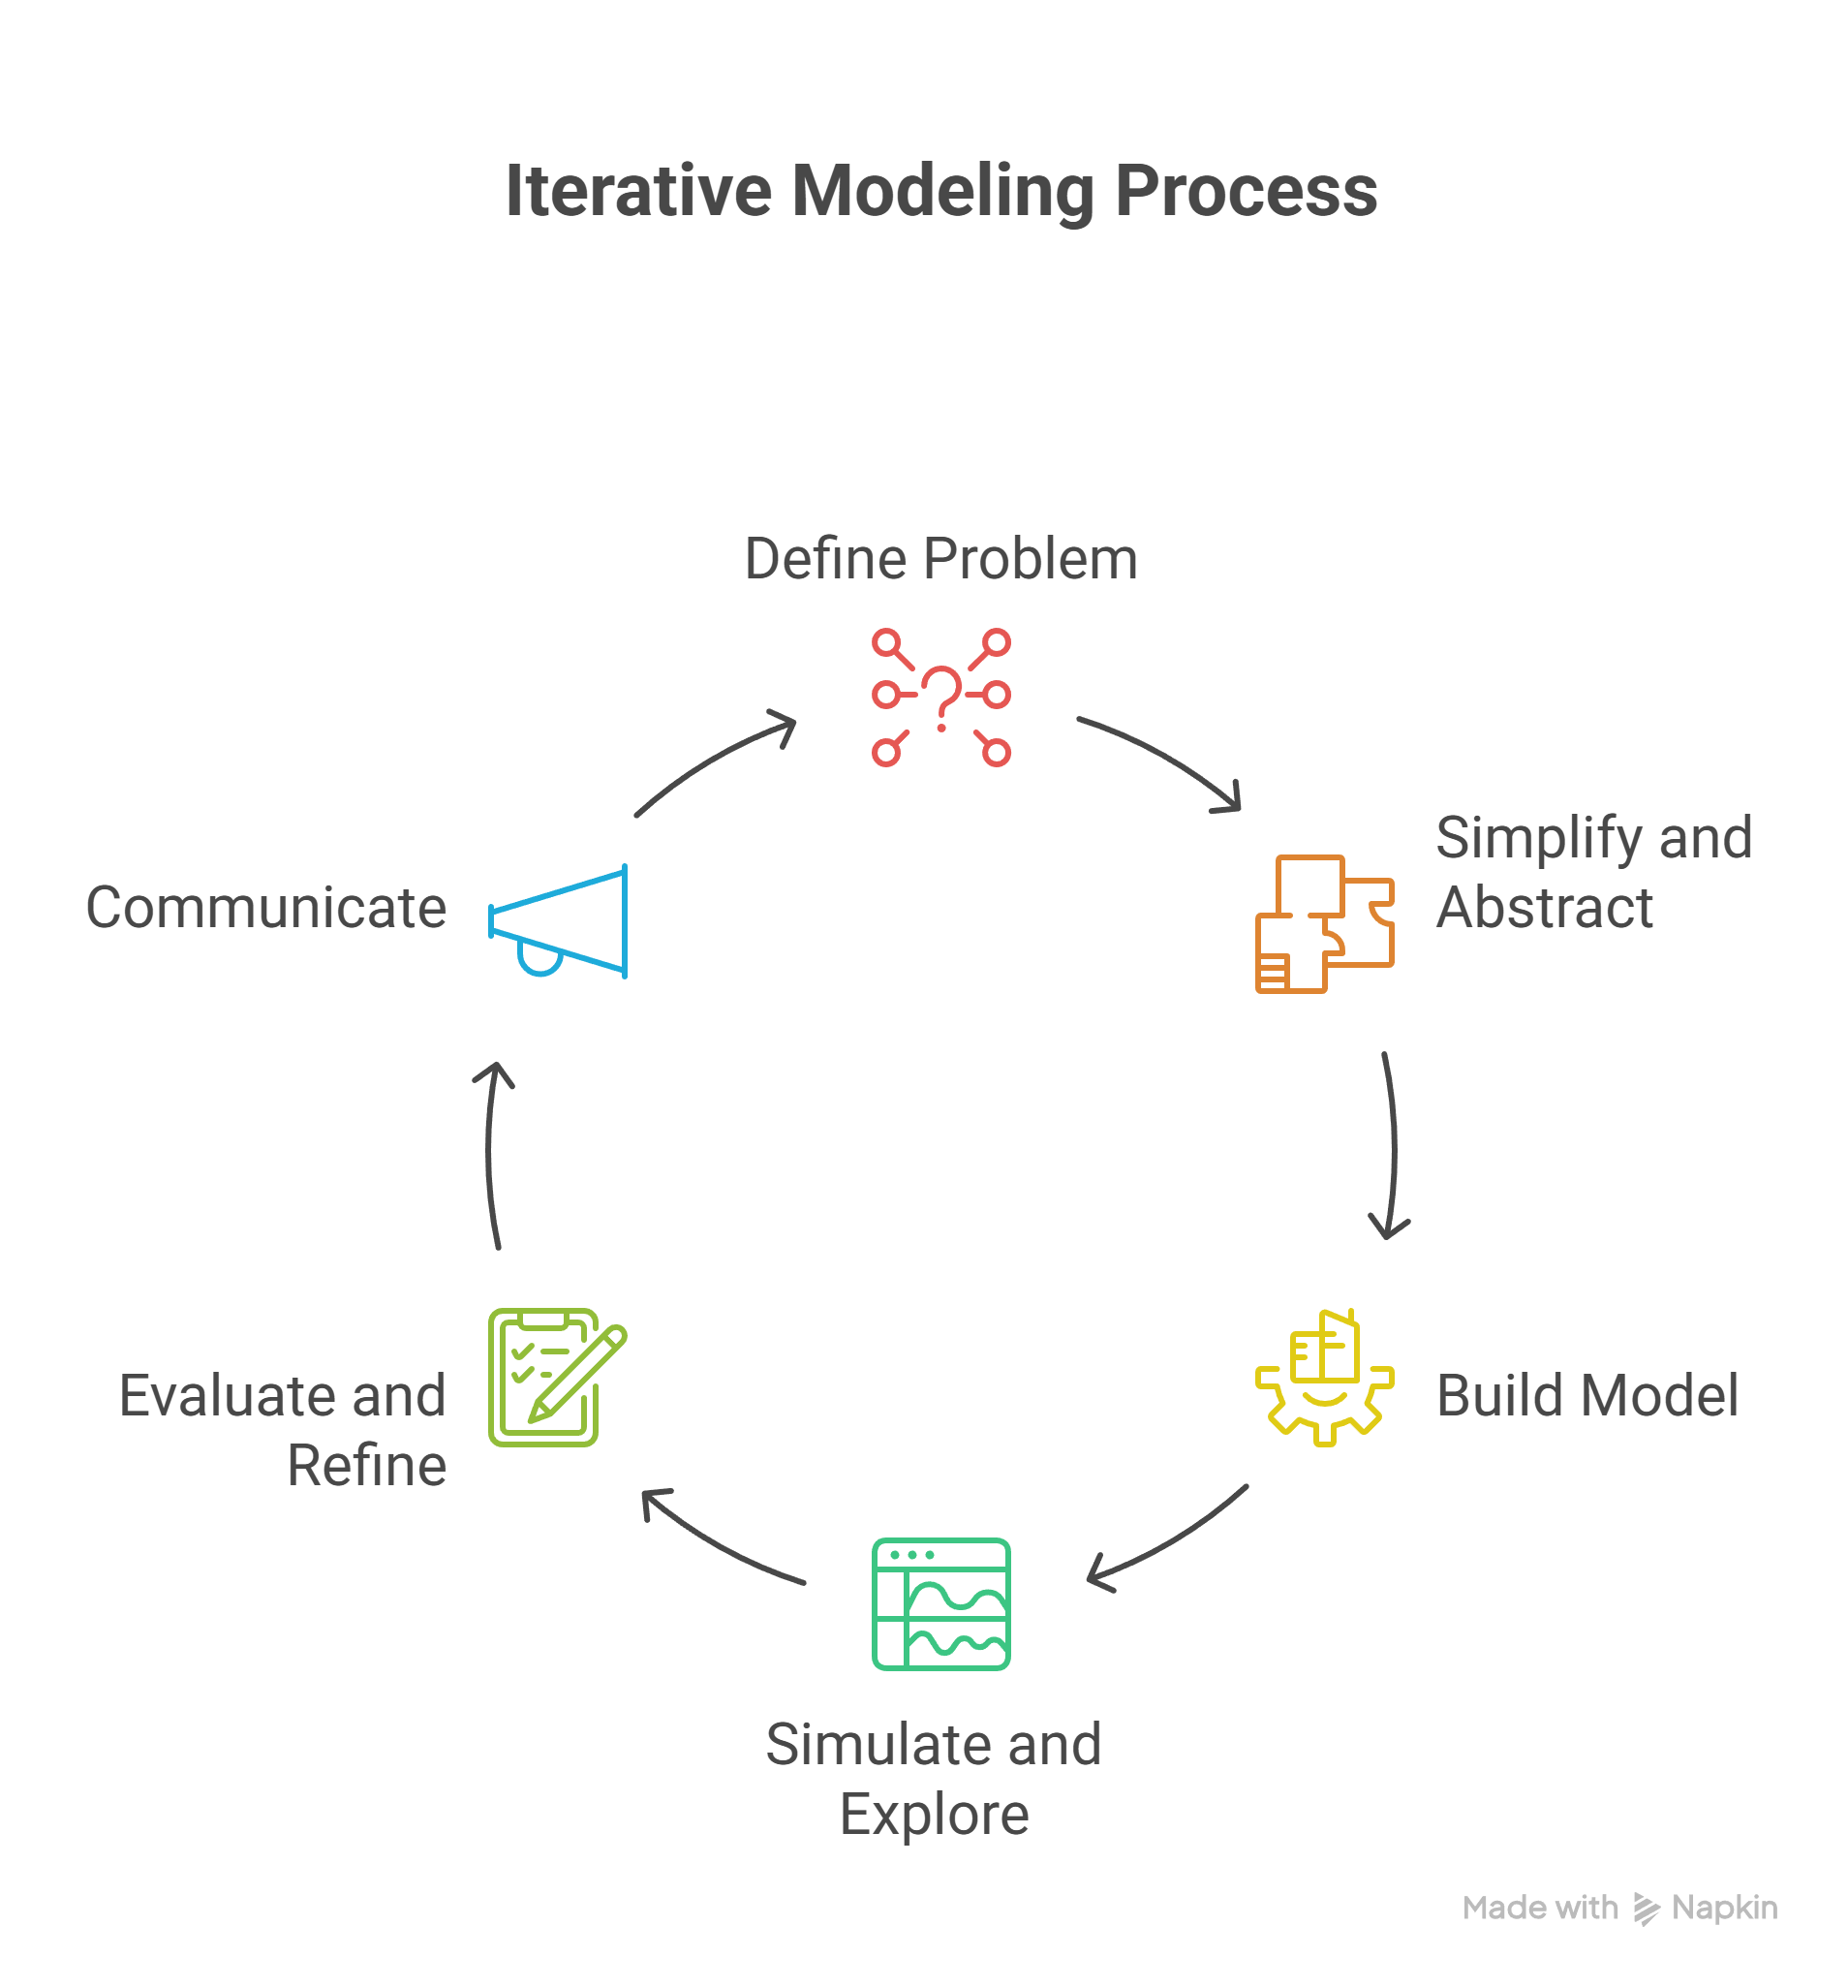 Iterative Modeling Process
Define Problem
Simplify and
Abstract
Communicate
Build Model
Evaluate and
Refine
Simulate and
Explore
Made with Napkin